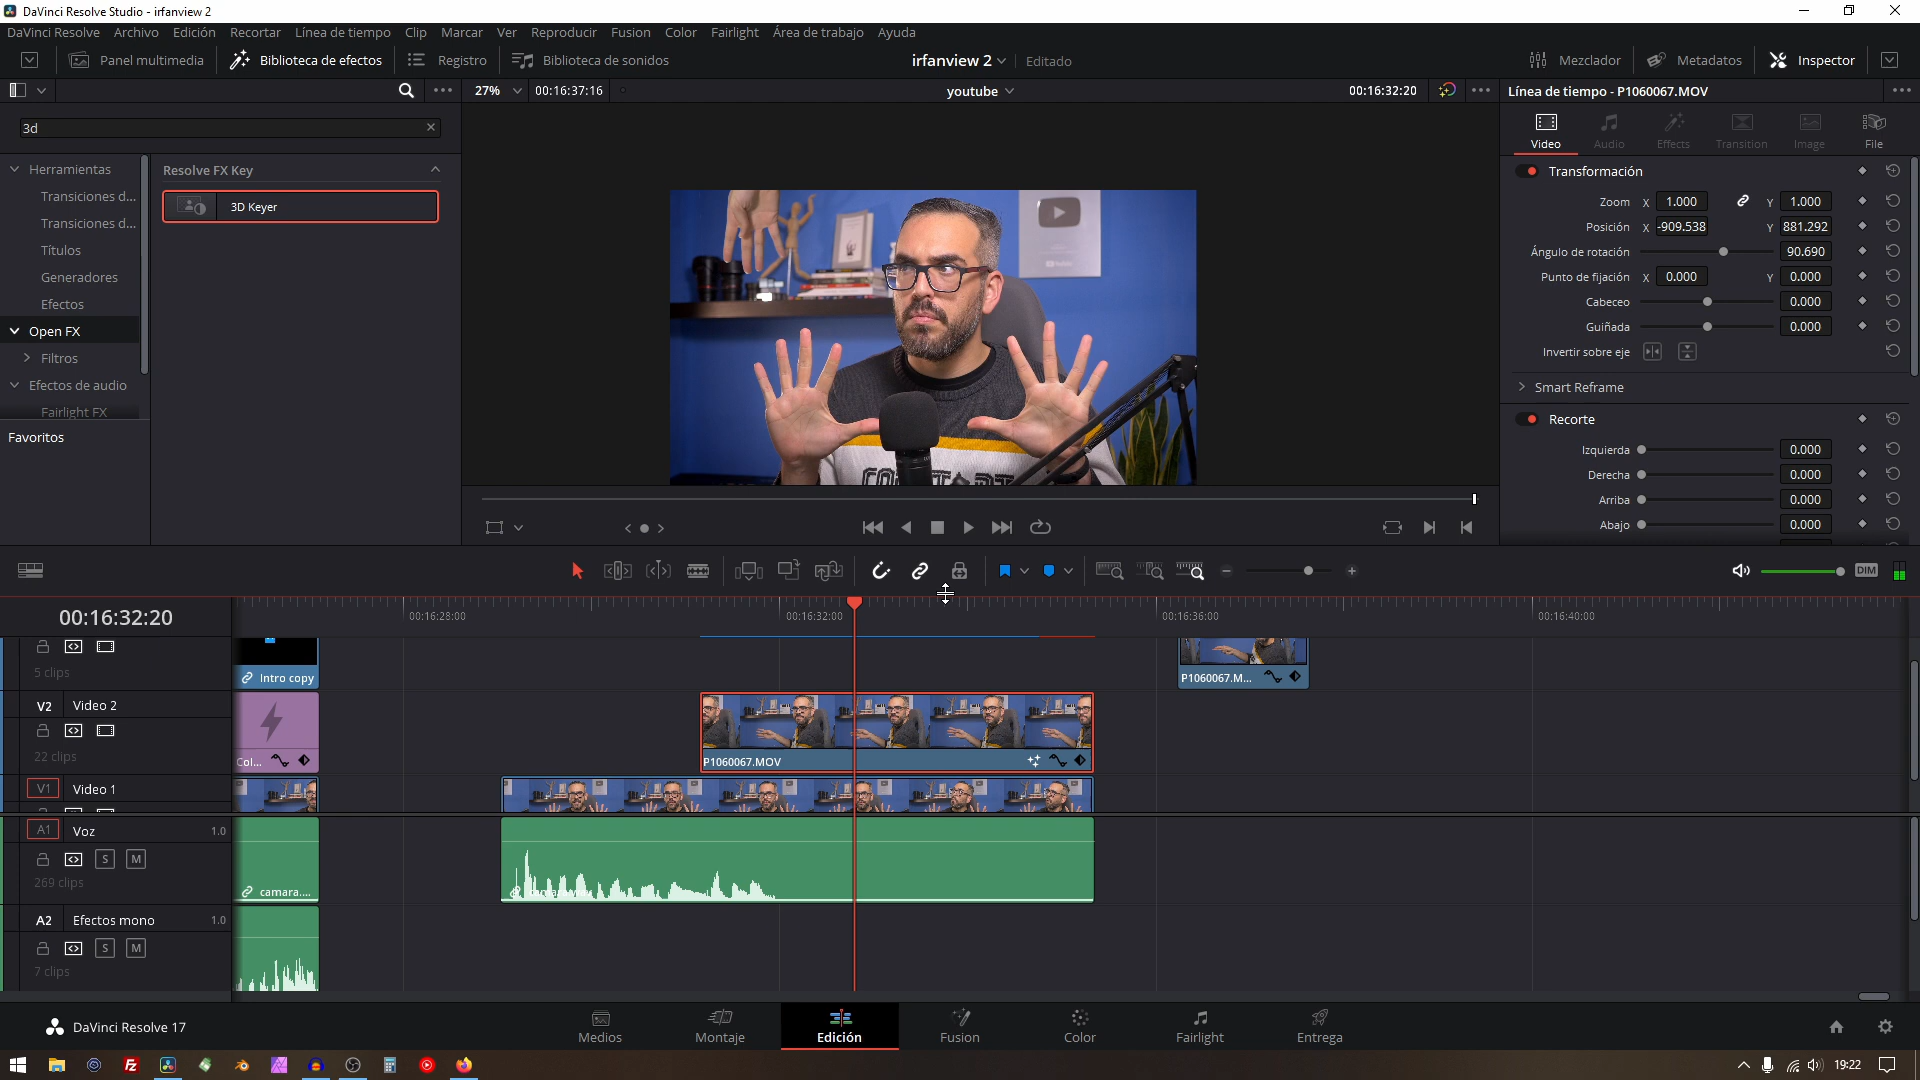 DaVinci Resolve Studio - irfanview 2
DaVinci Resolve Archivo Edición Recortar Línea de tiempo Clip Marcar Ver Reproducir Fusion Color Fairlight Área de trabajo Ayuda
Panel multimedia Biblioteca de efectos Registro Biblioteca de sonidos irfanview 2 Editado Mezclador Metadatos Inspector
27% 00:16:37:16 youtube 00:16:32:20 Línea de tiempo - P1060067.MOV
3d
Video Audio Effects Transition Image File
Herramientas
Transiciones d...
Transiciones d...
Títulos
Generadores
Efectos
Open FX
Filtros
Efectos de audio
Fairlight FX
Favoritos
Resolve FX Key
3D Keyer
Transformación
Zoom X 1.000 Y 1.000
Posición X -909.538 Y 881.292
Ángulo de rotación 90.690
Punto de fijación X 0.000 Y 0.000
Cabeceo 0.000
Guiñada 0.000
Invertir sobre eje
Smart Reframe
Recorte
Izquierda 0.000
Derecha 0.000
Arriba 0.000
Abajo 0.000
DIM
00:16:32:20 00:16:28:00 00:16:32:00 00:16:36:00 00:16:40:00
5 clips Intro copy P1060067.M...
V2 Video 2
22 clips Col... P1060067.MOV
V1 Video 1
A1 Voz 1.0
S M
269 clips camara....
A2 Efectos mono 1.0
S M
7 clips
DaVinci Resolve 17 Medios Montaje Edición Fusion Color Fairlight Entrega
19:22